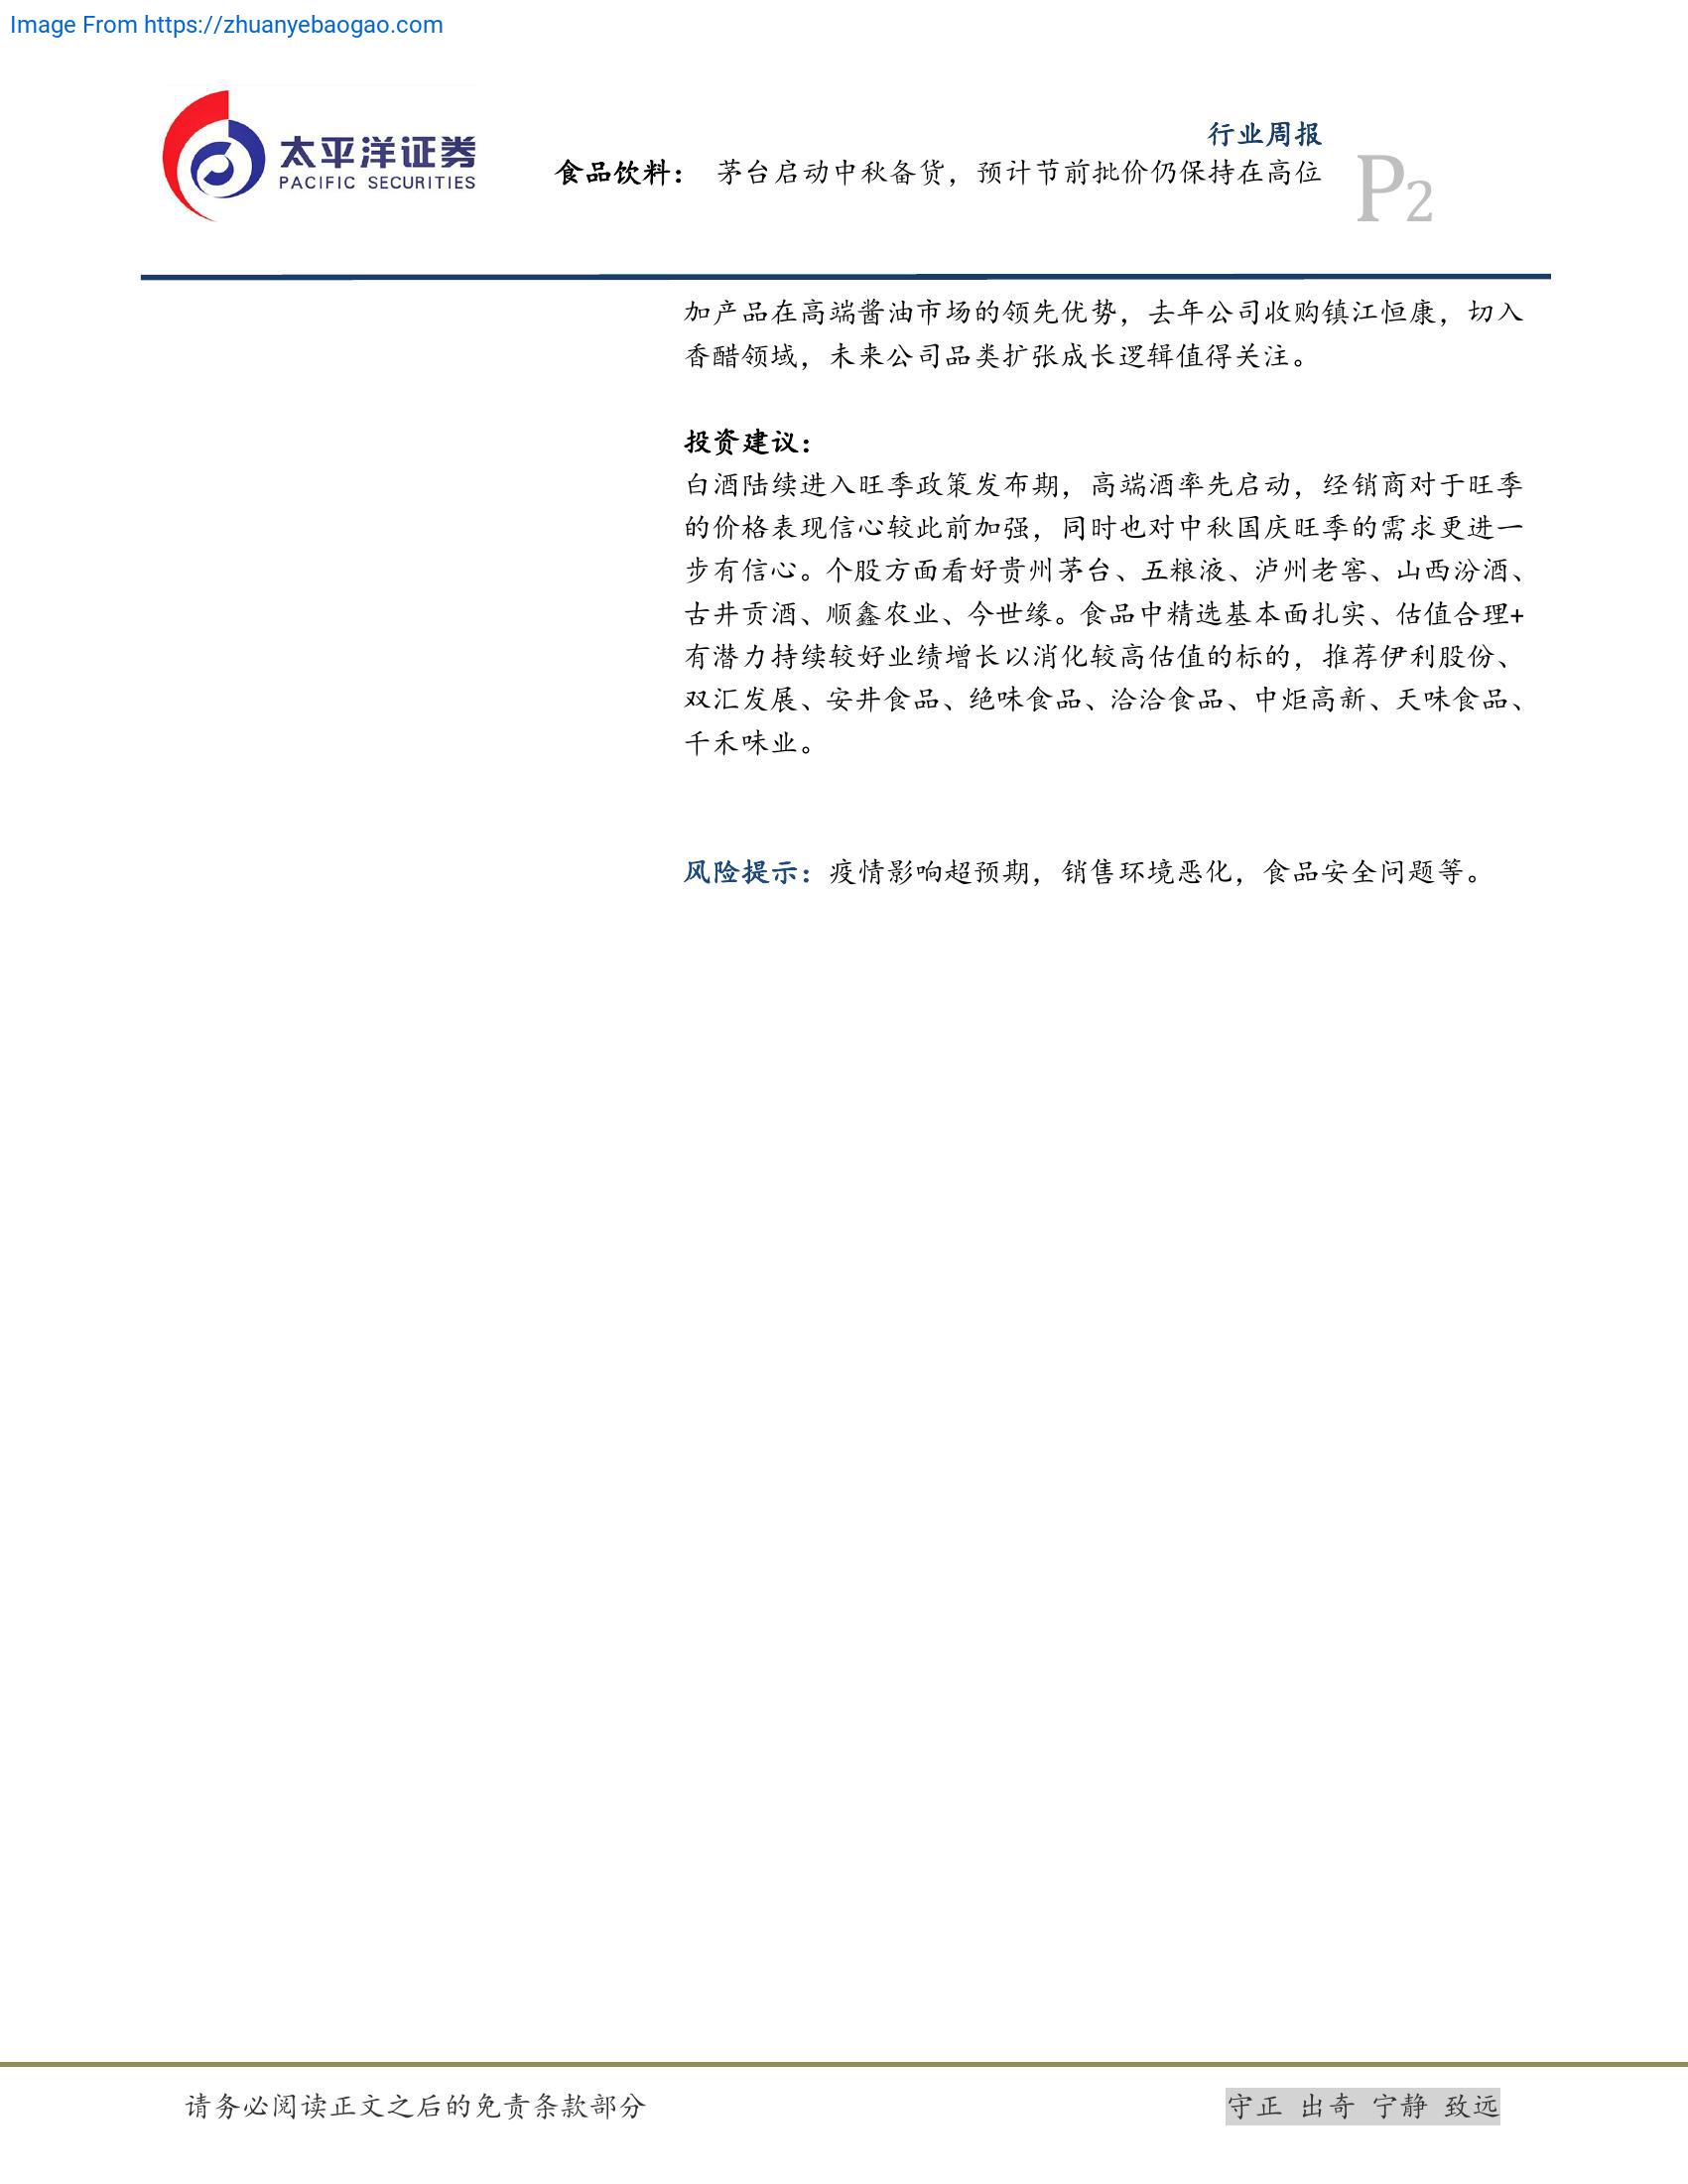 Image From https://zhuanyebaogao.com
太平洋证券
PACIFIC SECURITIES
行业周报
食品饮料： 茅台启动中秋备货，预计节前批价仍保持在高位
P2
加产品在高端酱油市场的领先优势，去年公司收购镇江恒康，切入
香醋领域，未来公司品类扩张成长逻辑值得关注。
投资建议：
白酒陆续进入旺季政策发布期，高端酒率先启动，经销商对于旺季
的价格表现信心较此前加强，同时也对中秋国庆旺季的需求更进一
步有信心。个股方面看好贵州茅台、五粮液、泸州老窖、山西汾酒、
古井贡酒、顺鑫农业、今世缘。食品中精选基本面扎实、估值合理+
有潜力持续较好业绩增长以消化较高估值的标的，推荐伊利股份、
双汇发展、安井食品、绝味食品、洽洽食品、中炬高新、天味食品、
千禾味业。
风险提示：疫情影响超预期，销售环境恶化，食品安全问题等。
请务必阅读正文之后的免责条款部分
守正 出奇 宁静 致远